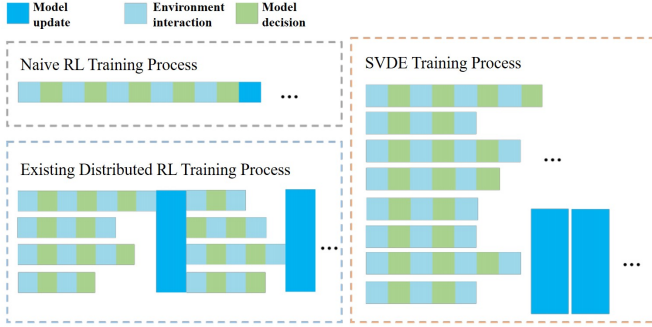 Model
update
Environment
interaction
Model
decision
Naive RL Training Process
...
Existing Distributed RL Training Process
...
SVDE Training Process
...
...